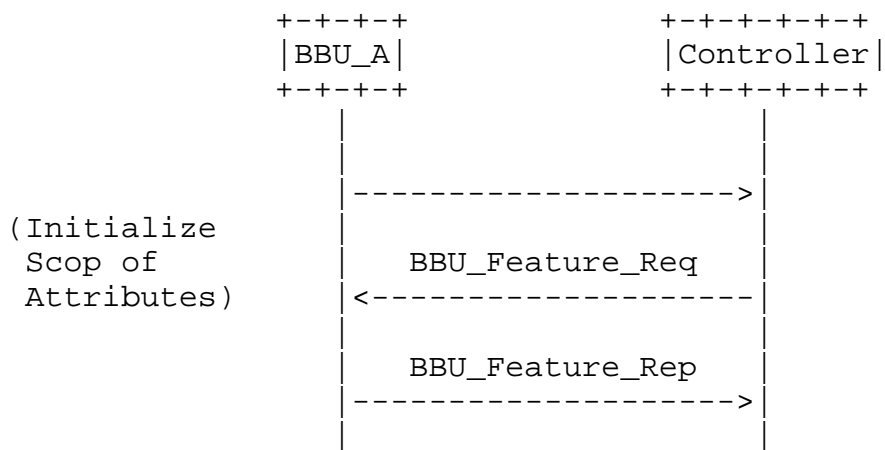 +-+-+-+ +-+-+-+-+-+
|BBU_A| |Controller|
+-+-+-+ +-+-+-+-+-+
| |
| |
|-------------------->|
(Initialize | |
Scop of | BBU_Feature_Req |
Attributes) |<--------------------|
| |
| BBU_Feature_Rep |
|-------------------->|
| |